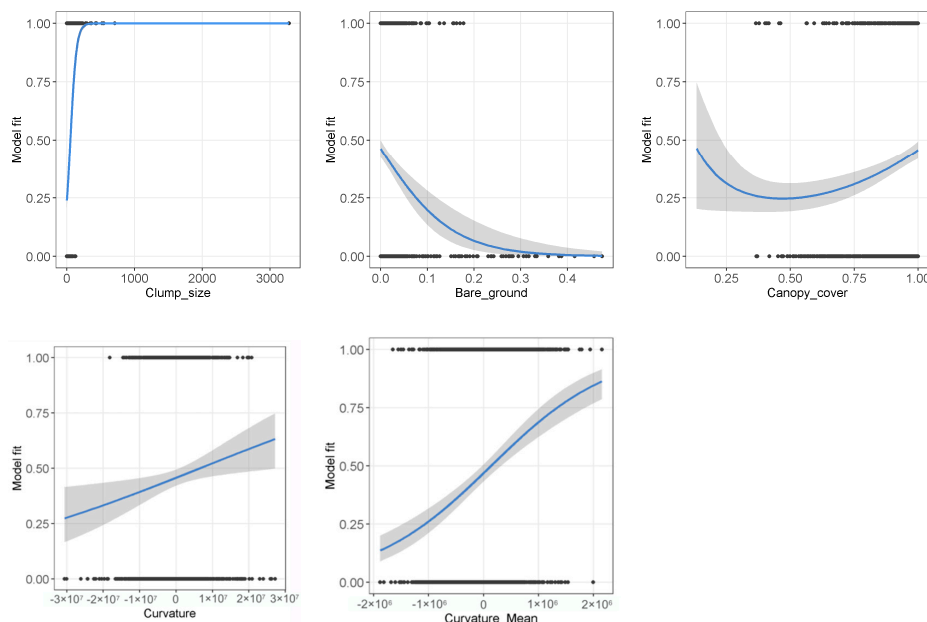 1.00
0.75
0.50
0.25
0.00
Model fit
0 1000 2000 3000
Clump_size
1.00
0.75
0.50
0.25
0.00
Model fit
0.0 0.1 0.2 0.3 0.4
Bare_ground
1.00
0.75
0.50
0.25
0.00
Model fit
0.25 0.50 0.75 1.00
Canopy_cover
1.00
0.75
0.50
0.25
0.00
Model fit
-3×10⁷ -2×10⁷ -1×10⁷ 0 1×10⁷ 2×10⁷ 3×10⁷
Curvature
1.00
0.75
0.50
0.25
0.00
Model fit
-2×10⁶ -1×10⁶ 0 1×10⁶ 2×10⁶
Curvature_Mean